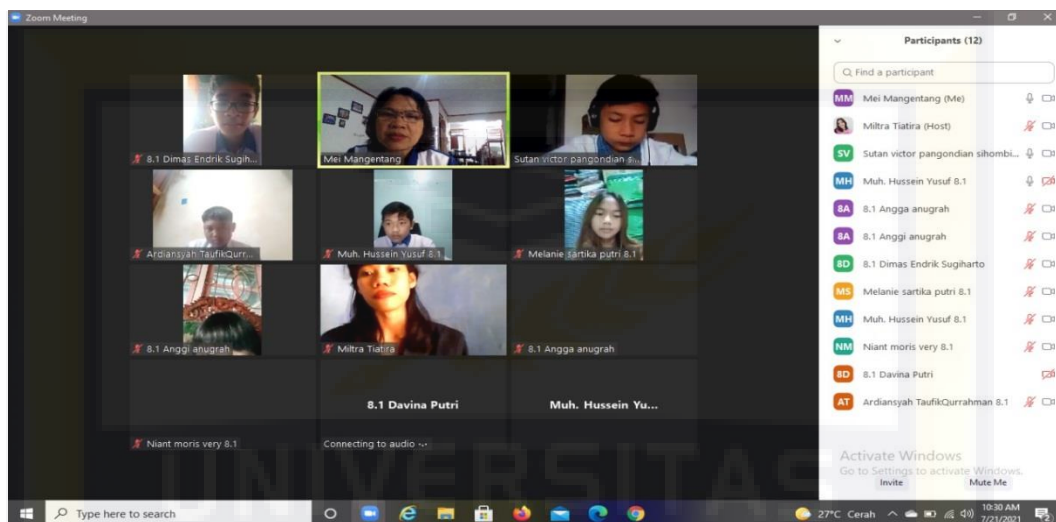 Zoom Meeting
8.1 Dimas Endrik Sugih...
Mei Mangentang
Sutan victor pangondian s...
Ardiansyah TaufikQurr...
Muh. Hussein Yusuf 8.1
Melanie sartika putri 8.1
8.1 Anggi anugrah
Miltra Tiatira
8.1 Angga anugrah
8.1 Davina Putri
Muh. Hussein Yu...
Niant moris very 8.1
Connecting to audio ...
Participants (12)
Find a participant
MM Mei Mangentang (Me)
Miltra Tiatira (Host)
SV Sutan victor pangondian sihombi...
MH Muh. Hussein Yusuf 8.1
8A 8.1 Angga anugrah
8A 8.1 Anggi anugrah
8D 8.1 Dimas Endrik Sugiharto
MS Melanie sartika putri 8.1
MH Muh. Hussein Yusuf 8.1
NM Niant moris very 8.1
8D 8.1 Davina Putri
AT Ardiansyah TaufikQurrahman 8.1
Activate Windows
Go to Settings to activate Windows.
Invite
Mute Me
UNIVERSITAS
Type here to search
27°C Cerah
10:30 AM
7/21/2021